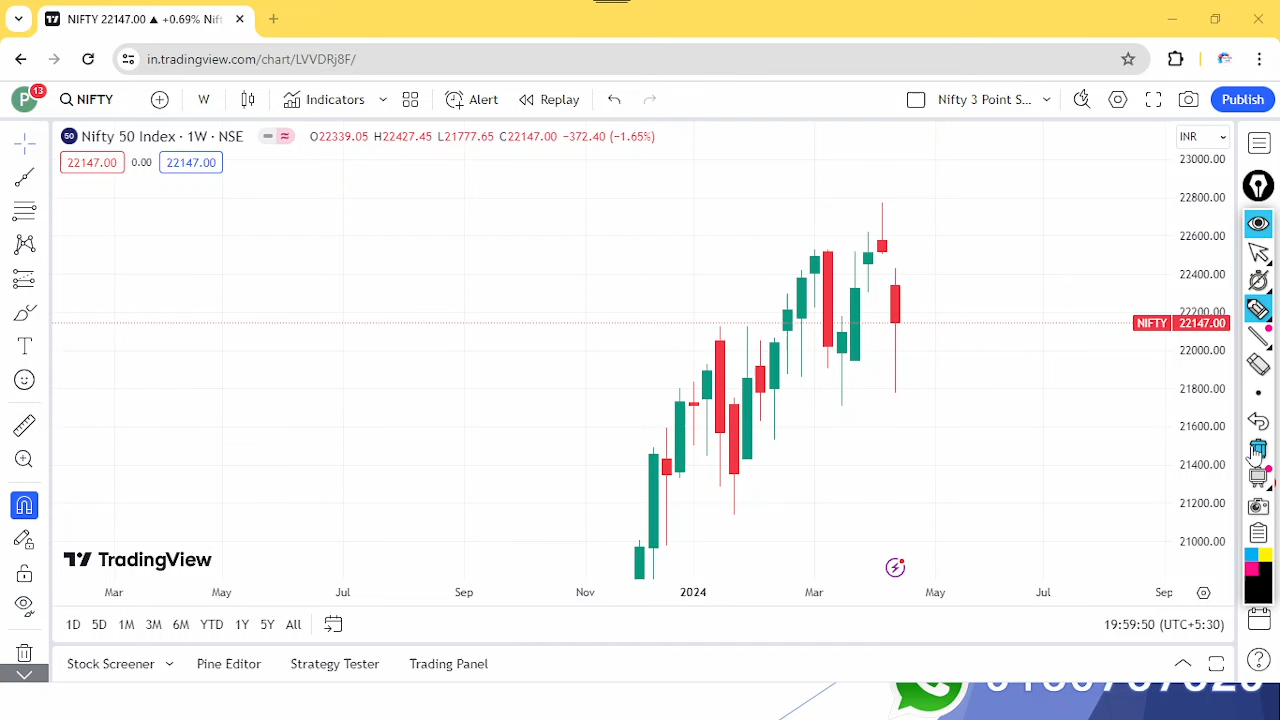 NIFTY 22147.00 ▲ +0.69% Nift
in.tradingview.com/chart/LVVDRj8F/
P 13 NIFTY W Indicators Alert Replay Nifty 3 Point S... Publish
50 Nifty 50 Index · 1W · NSE O22339.05 H22427.45 L21777.65 C22147.00 −372.40 (−1.65%) INR
22147.00 0.00 22147.00
23000.00
22800.00
22600.00
22400.00
22200.00
NIFTY 22147.00
22000.00
21800.00
21600.00
21400.00
21200.00
21000.00
TradingView
Mar May Jul Sep Nov 2024 Mar May Jul Sep
1D 5D 1M 3M 6M YTD 1Y 5Y All 19:59:50 (UTC+5:30)
Stock Screener Pine Editor Strategy Tester Trading Panel